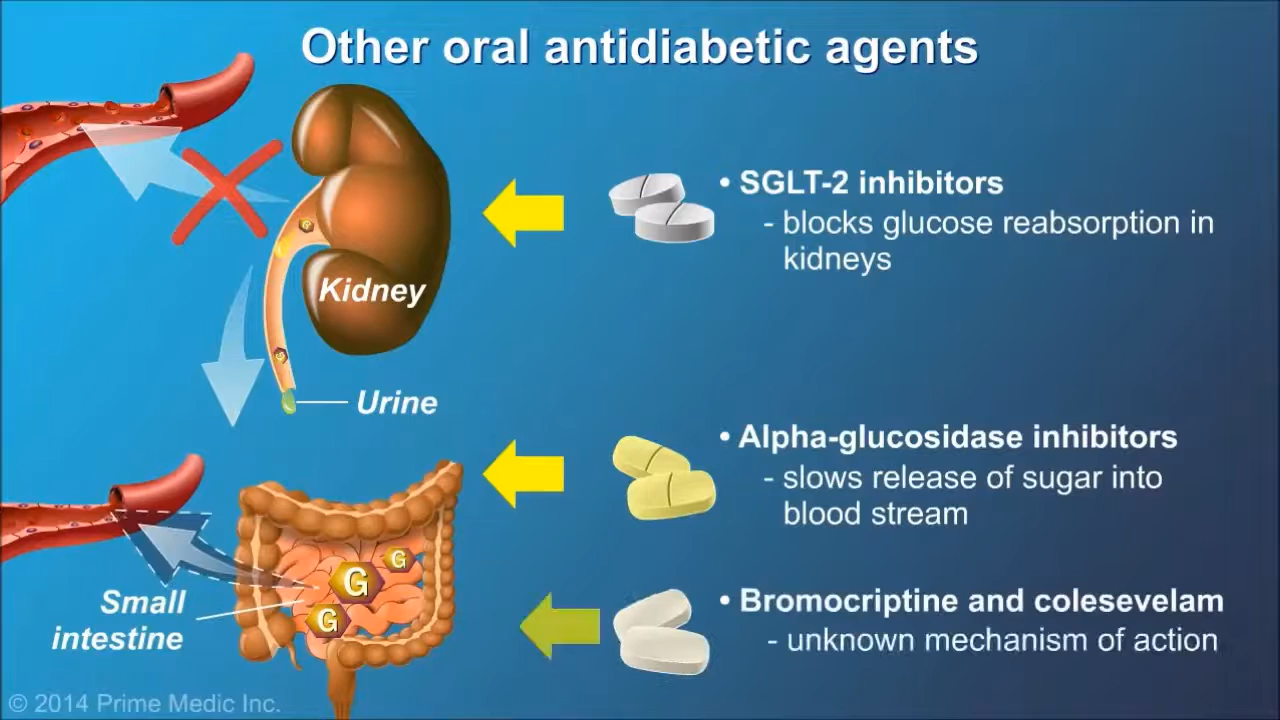 Other oral antidiabetic agents
• SGLT-2 inhibitors
- blocks glucose reabsorption in
kidneys
G
Kidney
G
Urine
• Alpha-glucosidase inhibitors
- slows release of sugar into
blood stream
G
G
G
Small
intestine
• Bromocriptine and colesevelam
- unknown mechanism of action
© 2014 Prime Medic Inc.